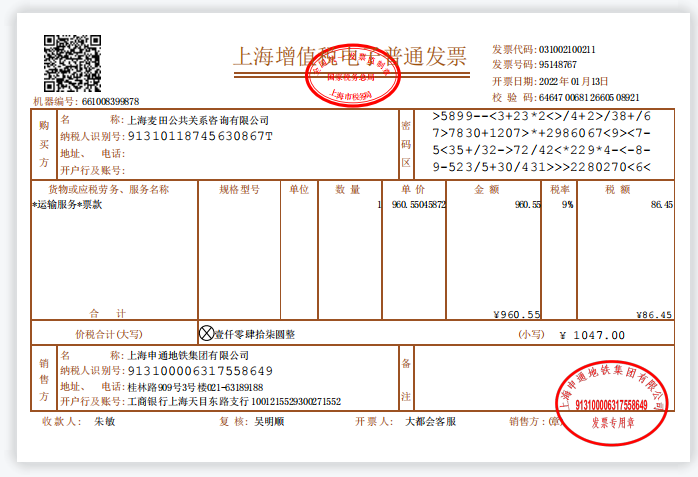 上海增值税电子普通发票
国家税务总局
上海市税务局
发票代码: 031002100211
发票号码: 95148767
开票日期: 2022年01月13日
校 验 码: 64647 00681 26605 08921
机器编号: 661008399878
购买方
名 称: 上海麦田公共关系咨询有限公司
纳税人识别号: 91310118745630867T
地址、 电话:
开户行及账号:
密码区
>5899--<3+23*2<>/4+2>/38+/6
7>7830+1207>*+2986067<9><7-
5<35+/32->72/42<*229*4-<-8-
9-523/5+30/431>>>2280270<6<
货物或应税劳务、服务名称 规格型号 单位 数 量 单 价 金 额 税率 税 额
*运输服务*票款 1 960.55045872 960.55 9% 86.45
合 计 ¥960.55 ¥86.45
价税合计(大写) 壹仟零肆拾柒圆整 (小写) ¥ 1047.00
销售方
名 称: 上海申通地铁集团有限公司
纳税人识别号: 913100006317558649
地址、 电话: 桂林路909号3号楼021-63189188
开户行及账号: 工商银行上海天目东路支行 1001215529300271552
备注
上海申通地铁集团有限公司
913100006317558649
发票专用章
收 款 人: 朱敏 复 核: 吴明顺 开 票 人: 大都会客服 销售方: (章)